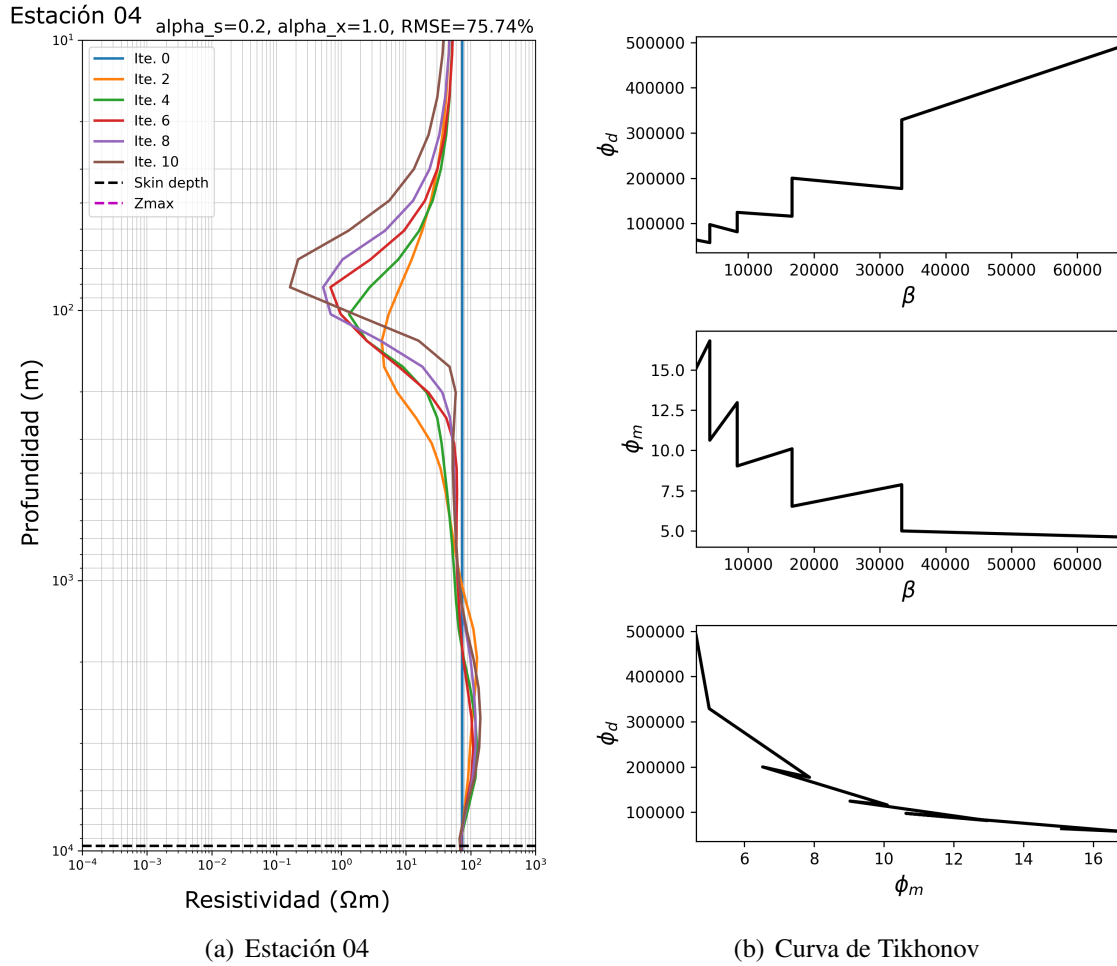 Estación 04
alpha_s=0.2, alpha_x=1.0, RMSE=75.74%
Ite. 0
Ite. 2
Ite. 4
Ite. 6
Ite. 8
Ite. 10
Skin depth
Zmax
10¹
10²
10³
10⁴
Profundidad (m)
10⁻⁴ 10⁻³ 10⁻² 10⁻¹ 10⁰ 10¹ 10² 10³
Resistividad (Ωm)
(a) Estación 04
500000
400000
300000
200000
100000
ϕd
10000 20000 30000 40000 50000 60000
β
15.0
12.5
10.0
7.5
5.0
ϕm
10000 20000 30000 40000 50000 60000
β
500000
400000
300000
200000
100000
ϕd
6 8 10 12 14 16
ϕm
(b) Curva de Tikhonov